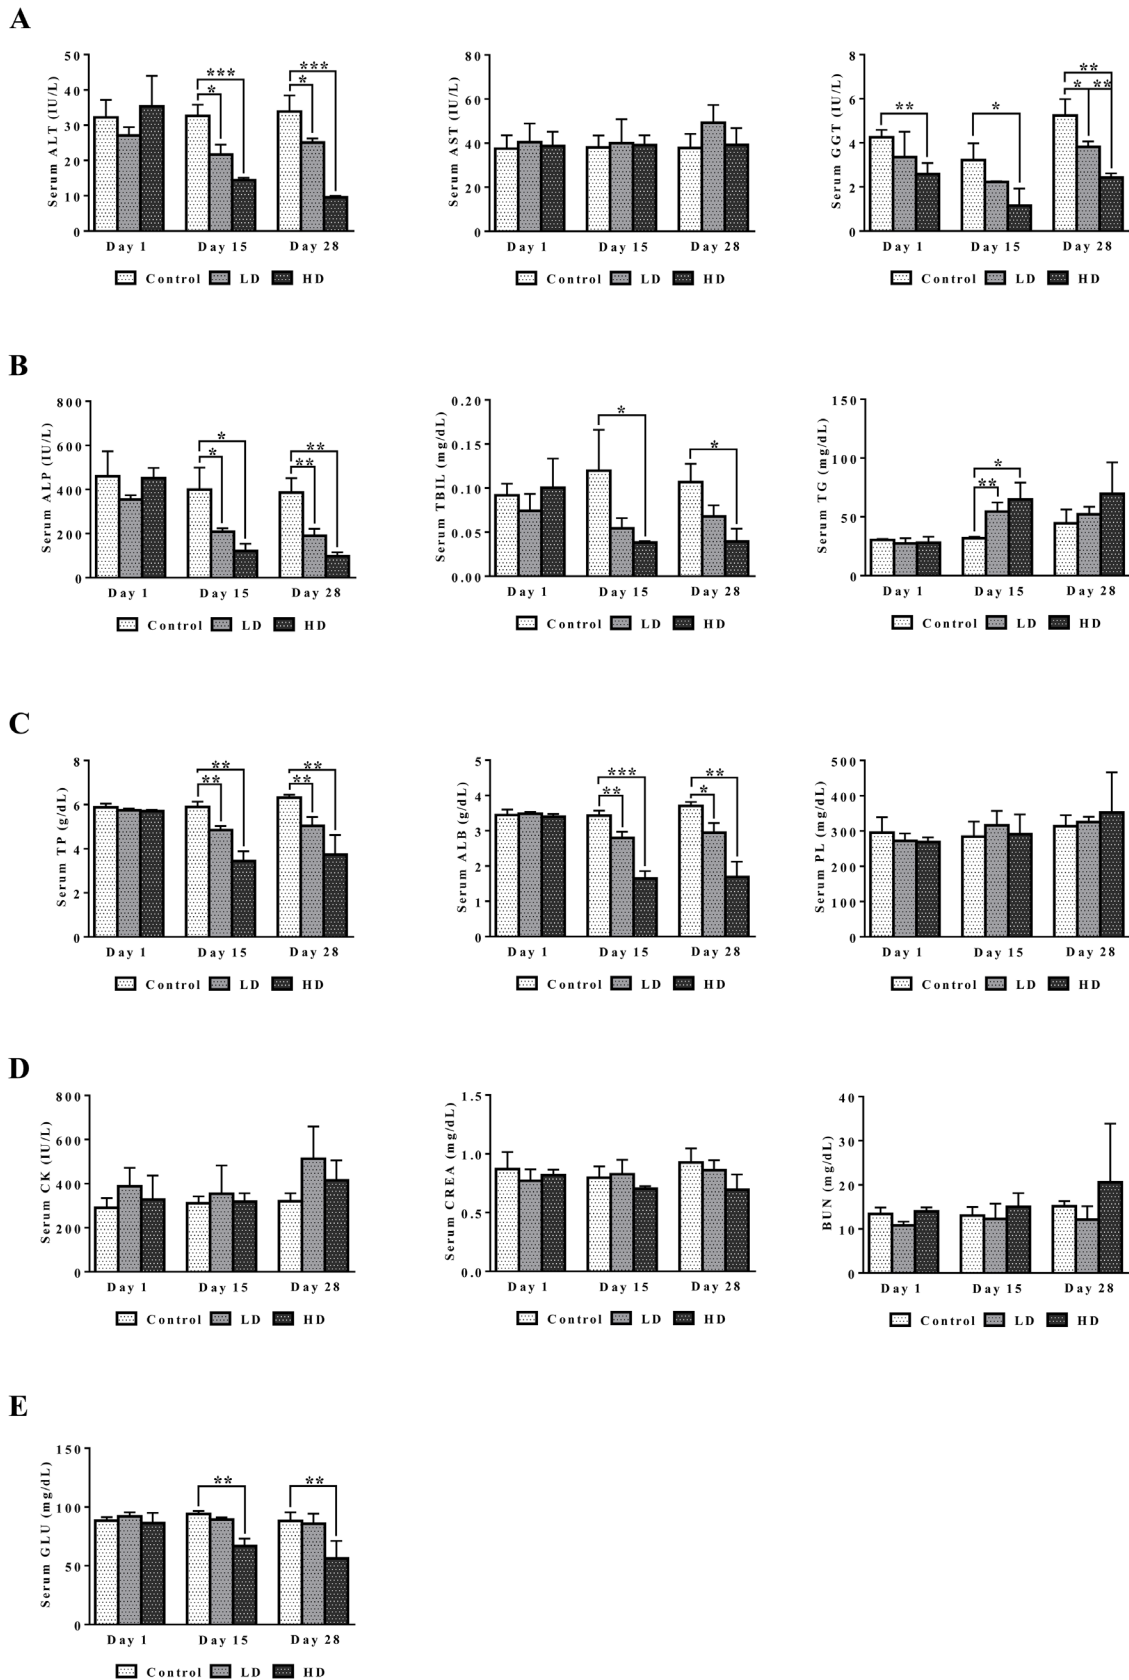 A
Serum ALT (IU/L)
50
40
30
20
10
0
***
*
***
*
Day 1 Day 15 Day 28
Control LD HD
Serum AST (IU/L)
80
60
40
20
0
Day 1 Day 15 Day 28
Control LD HD
Serum GGT (IU/L)
8
6
4
2
0
**
*
**
* **
Day 1 Day 15 Day 28
Control LD HD
B
Serum ALP (IU/L)
800
600
400
200
0
*
*
**
**
Day 1 Day 15 Day 28
Control LD HD
Serum TBIL (mg/dL)
0.20
0.15
0.10
0.05
0.00
*
*
Day 1 Day 15 Day 28
Control LD HD
Serum TG (mg/dL)
150
100
50
0
*
**
Day 1 Day 15 Day 28
Control LD HD
C
Serum TP (g/dL)
8
6
4
2
0
**
**
**
**
Day 1 Day 15 Day 28
Control LD HD
Serum ALB (g/dL)
5
4
3
2
1
0
***
**
**
*
Day 1 Day 15 Day 28
Control LD HD
Serum PL (mg/dL)
500
400
300
200
100
0
Day 1 Day 15 Day 28
Control LD HD
D
Serum CK (IU/L)
800
600
400
200
0
Day 1 Day 15 Day 28
Control LD HD
Serum CREA (mg/dL)
1.5
1.0
0.5
0.0
Day 1 Day 15 Day 28
Control LD HD
BUN (mg/dL)
40
30
20
10
0
Day 1 Day 15 Day 28
Control LD HD
E
Serum GLU (mg/dL)
150
100
50
0
**
**
Day 1 Day 15 Day 28
Control LD HD